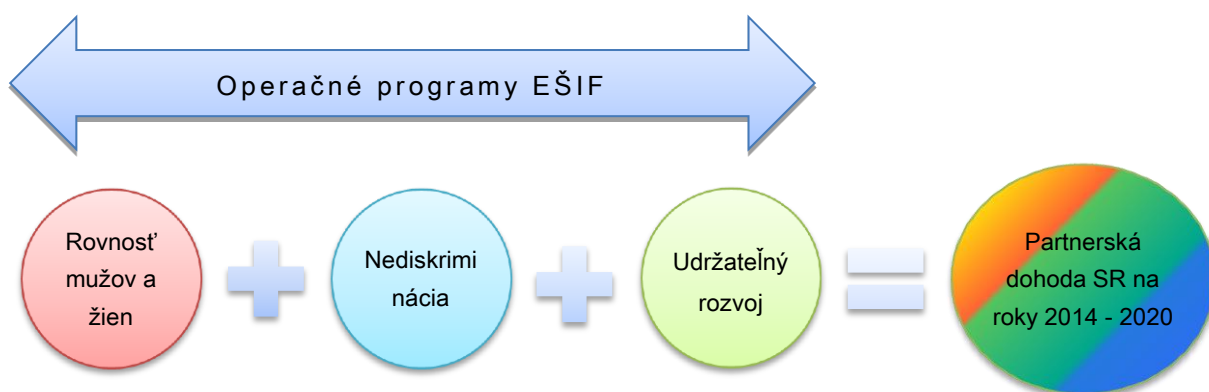 Operačné programy EŠIF
Rovnosť
mužov a
žien
Nediskrimi
nácia
Udržateľný
rozvoj
Partnerská
dohoda SR na
roky 2014 - 2020